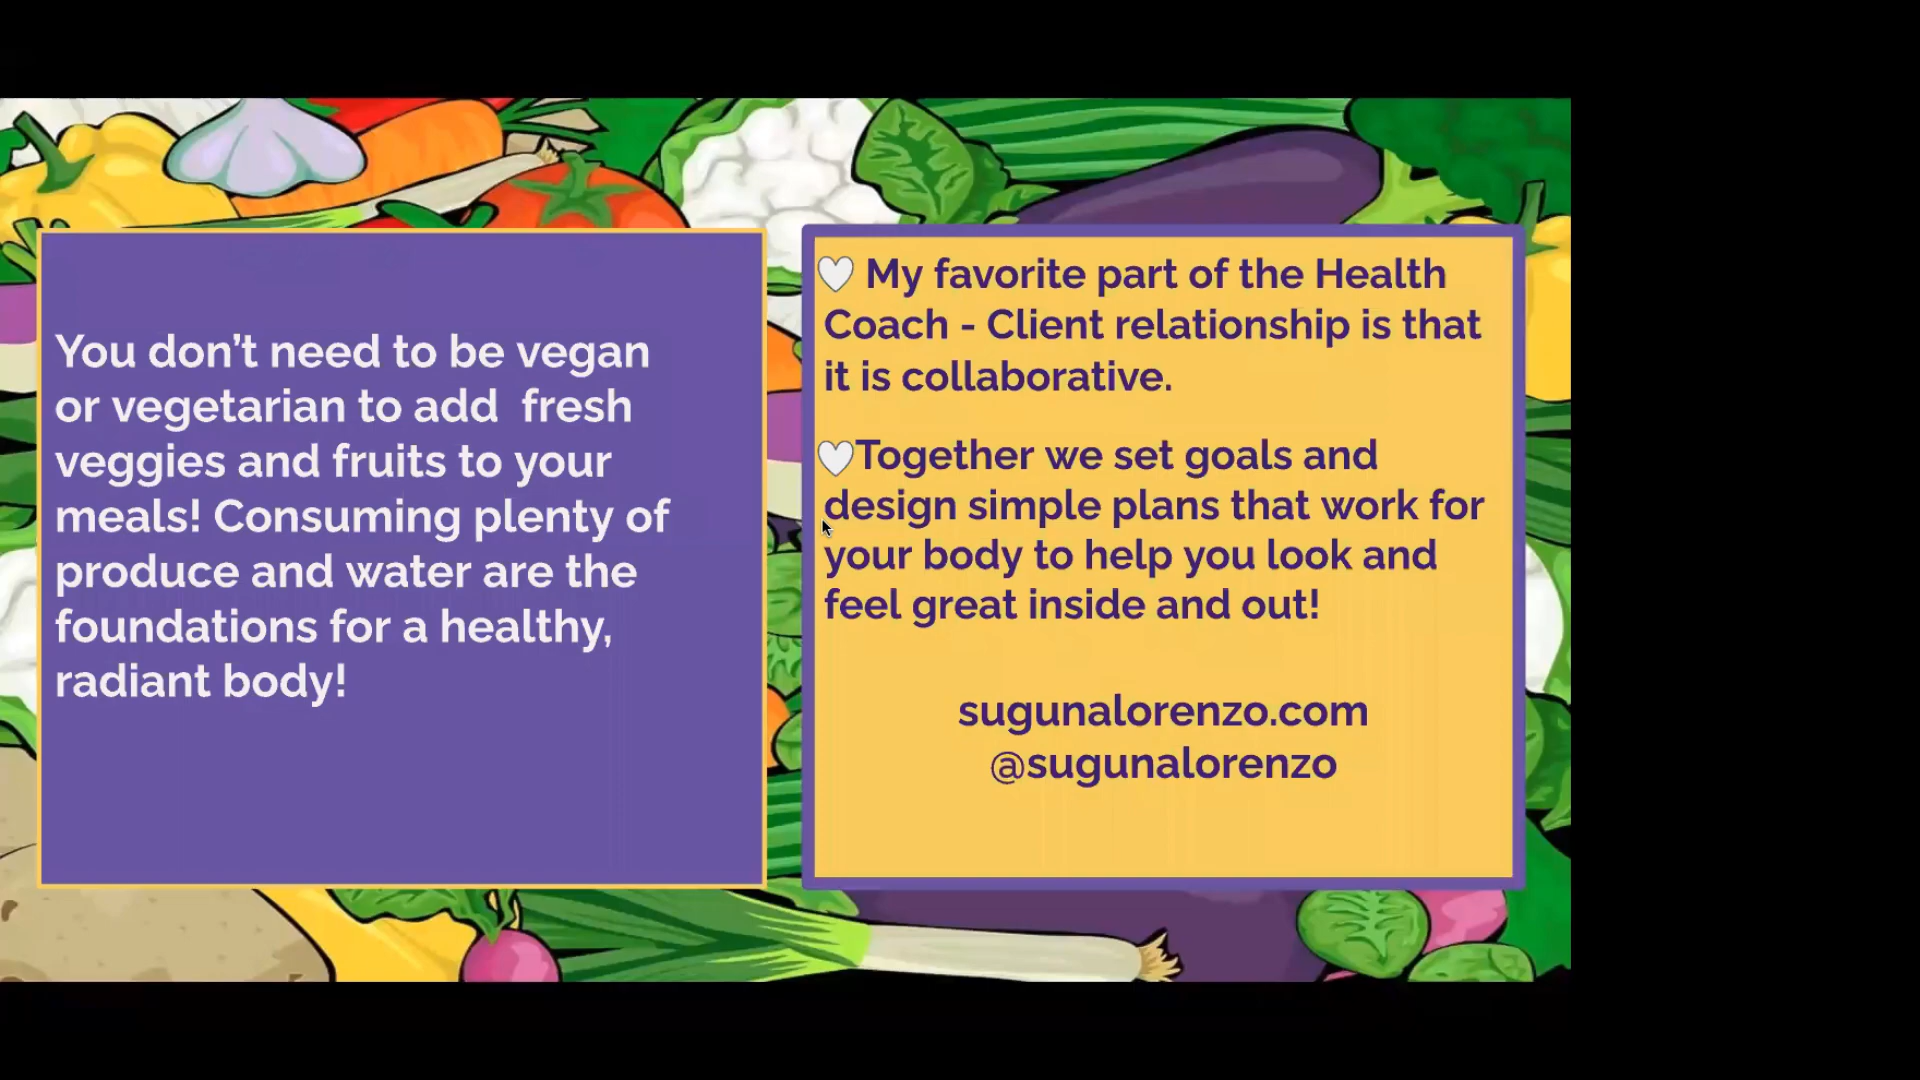 You don’t need to be vegan
or vegetarian to add  fresh
veggies and fruits to your
meals! Consuming plenty of
produce and water are the
foundations for a healthy,
radiant body!
🤍 My favorite part of the Health
Coach - Client relationship is that
it is collaborative.
🤍Together we set goals and
design simple plans that work for
your body to help you look and
feel great inside and out!
sugunalorenzo.com
@sugunalorenzo